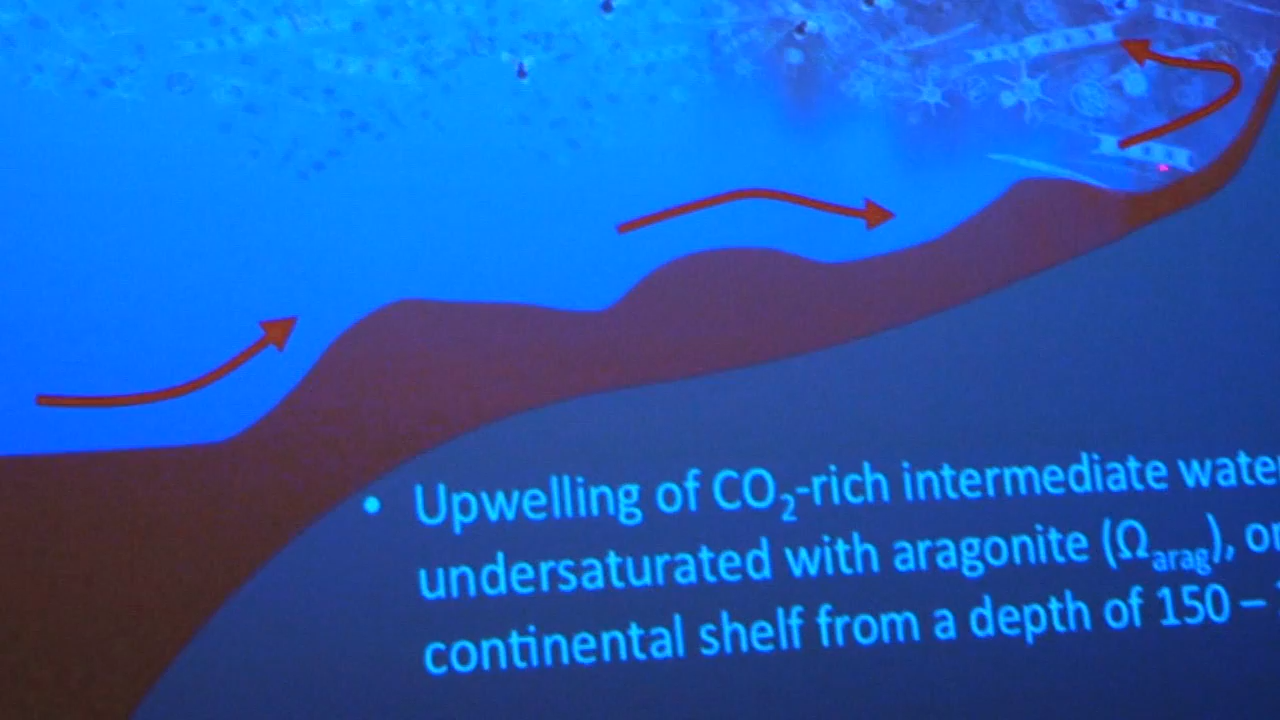 • Upwelling of CO₂-rich intermediate wate
undersaturated with aragonite (Ωarag), o
continental shelf from a depth of 150 –